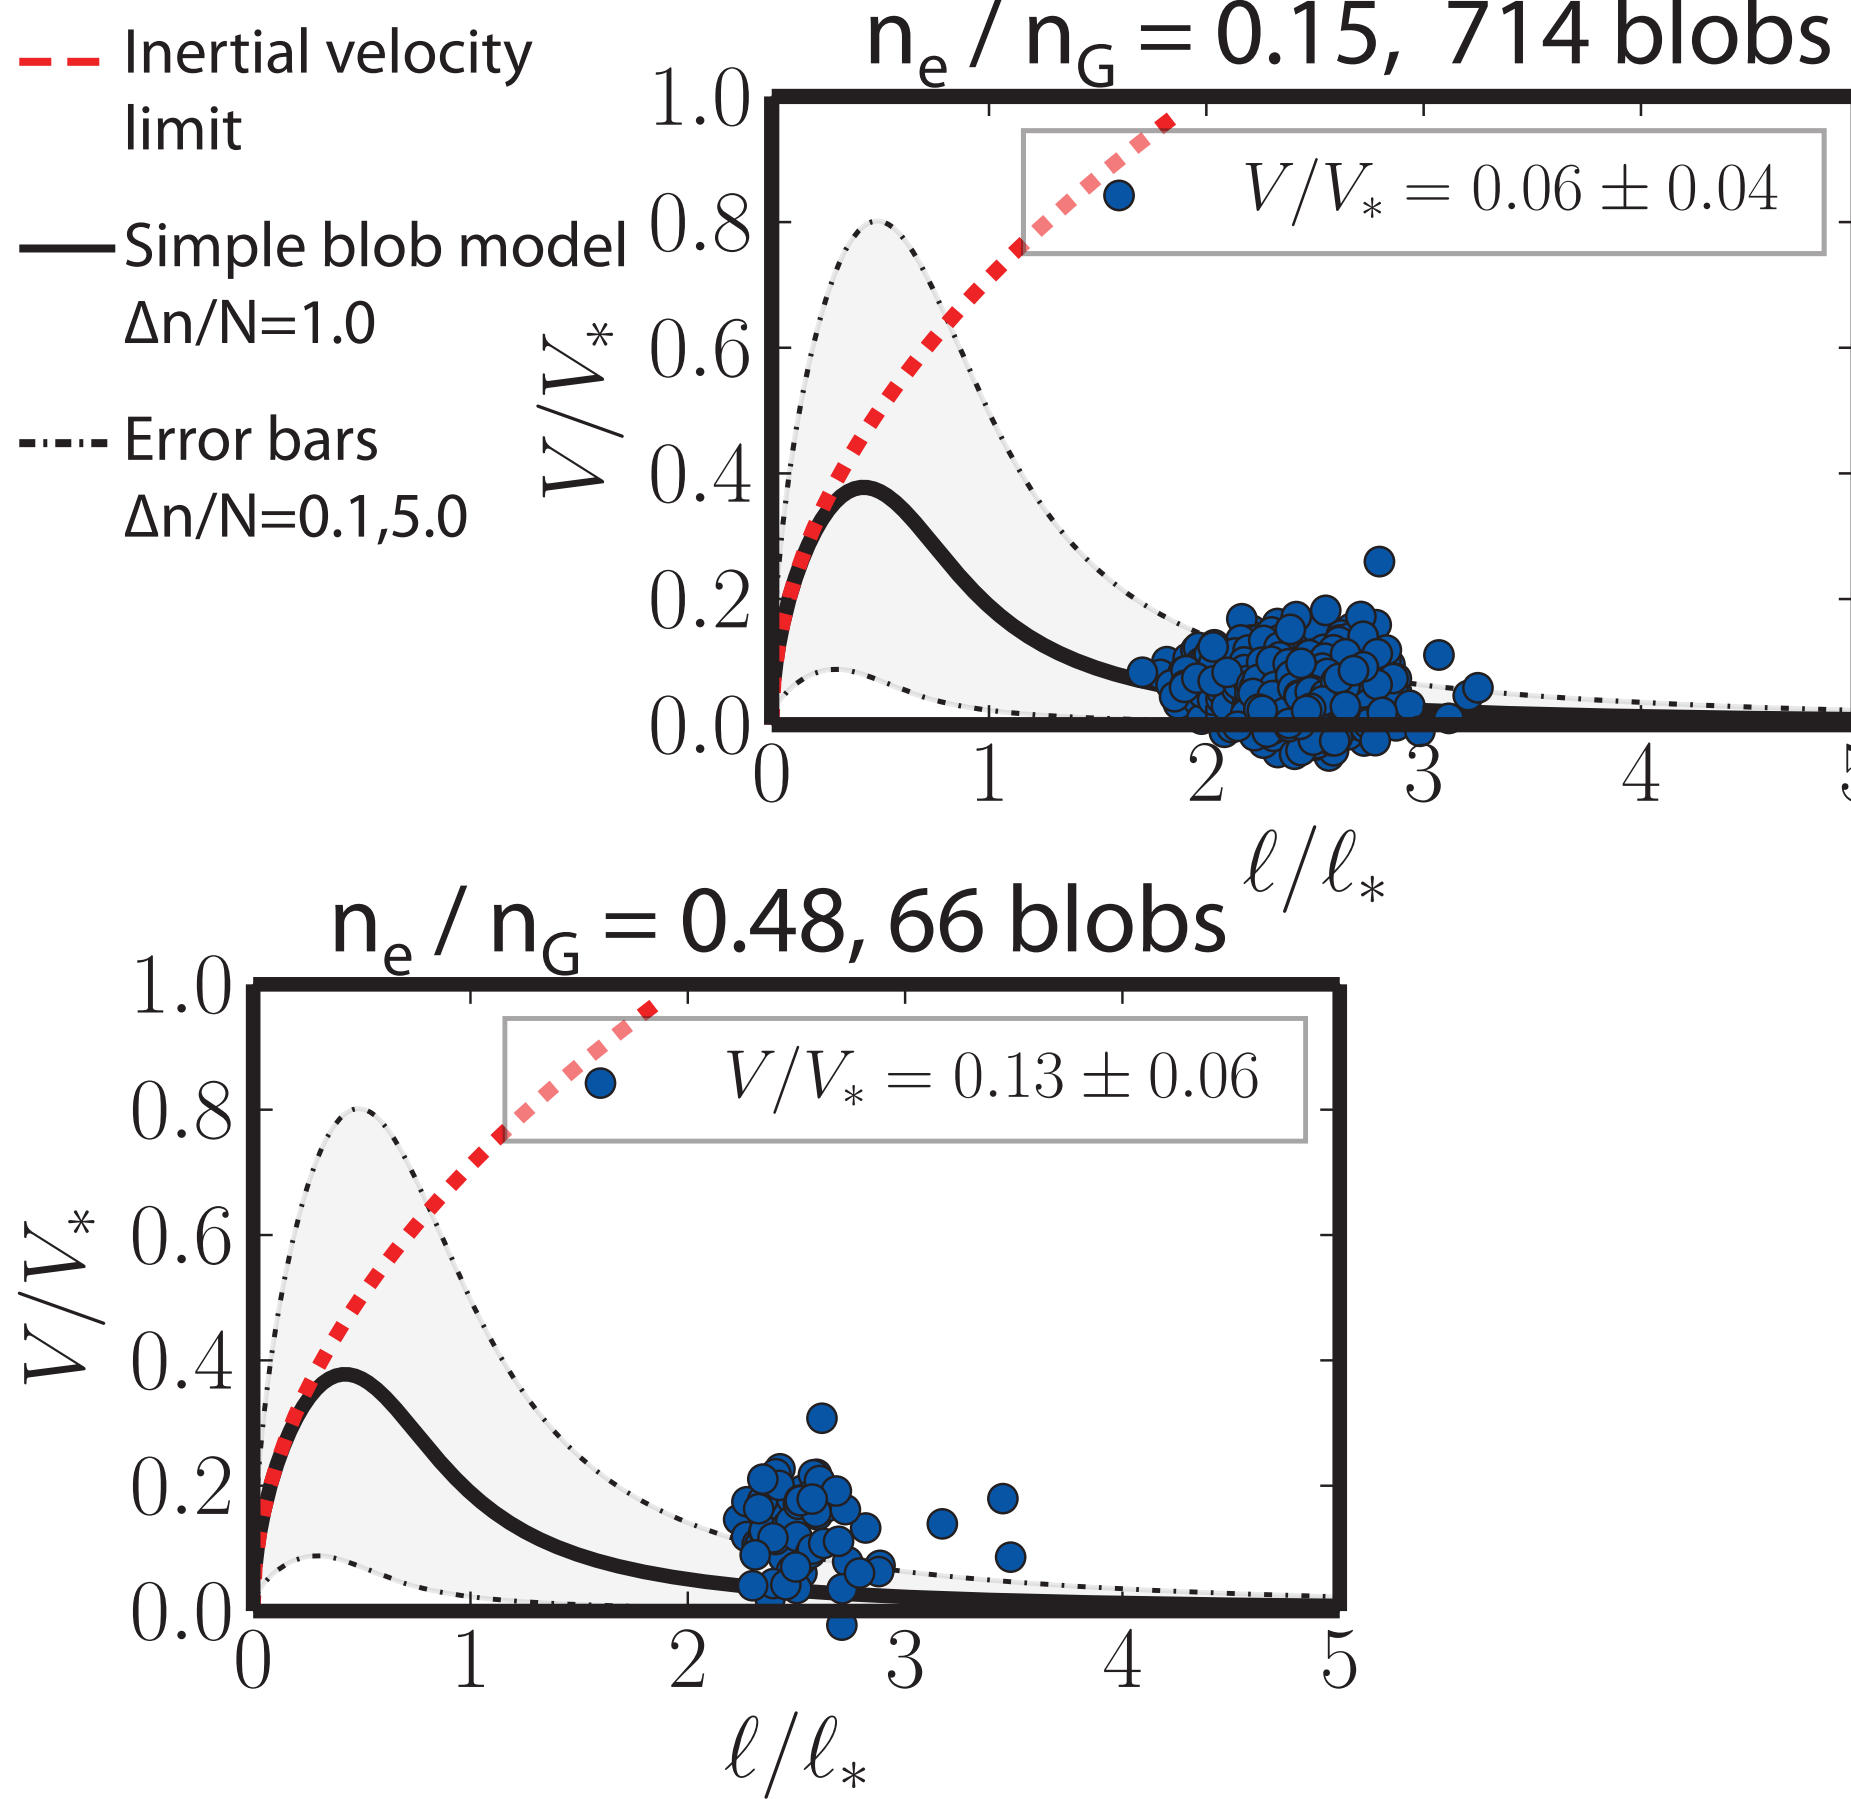 Inertial velocity
limit
Simple blob model
Δn/N=1.0
Error bars
Δn/N=0.1,5.0
n_e / n_G = 0.15, 714 blobs
V/V_* = 0.06 ± 0.04
V/V_*
1.0
0.8
0.6
0.4
0.2
0.0
0 1 2 3 4 5
ℓ/ℓ_*
n_e / n_G = 0.48, 66 blobs
V/V_* = 0.13 ± 0.06
V/V_*
1.0
0.8
0.6
0.4
0.2
0.0
0 1 2 3 4 5
ℓ/ℓ_*